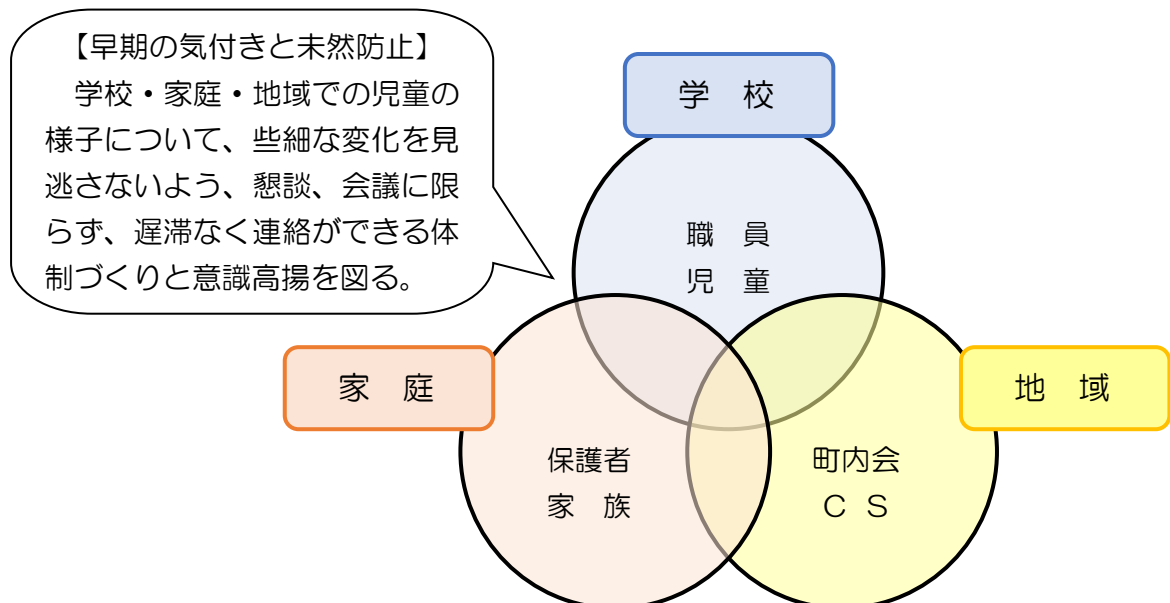 【早期の気付きと未然防止】
学校・家庭・地域での児童の
様子について、些細な変化を見
逃さないよう、懇談、会議に限
らず、遅滞なく連絡ができる体
制づくりと意識高揚を図る。
学　校
職　員
児　童
家　庭
地　域
保護者
家　族
町内会
Ｃ Ｓ